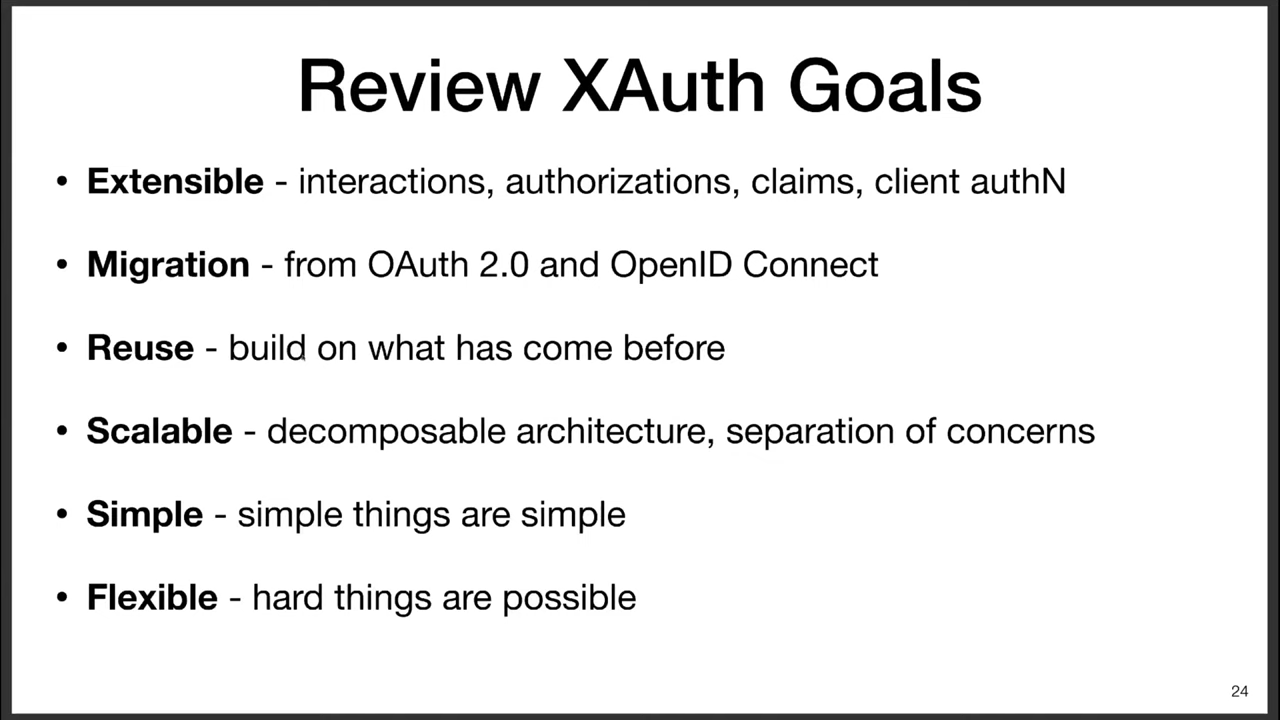 Review XAuth Goals
• Extensible - interactions, authorizations, claims, client authN
• Migration - from OAuth 2.0 and OpenID Connect
• Reuse - build on what has come before
• Scalable - decomposable architecture, separation of concerns
• Simple - simple things are simple
• Flexible - hard things are possible
24